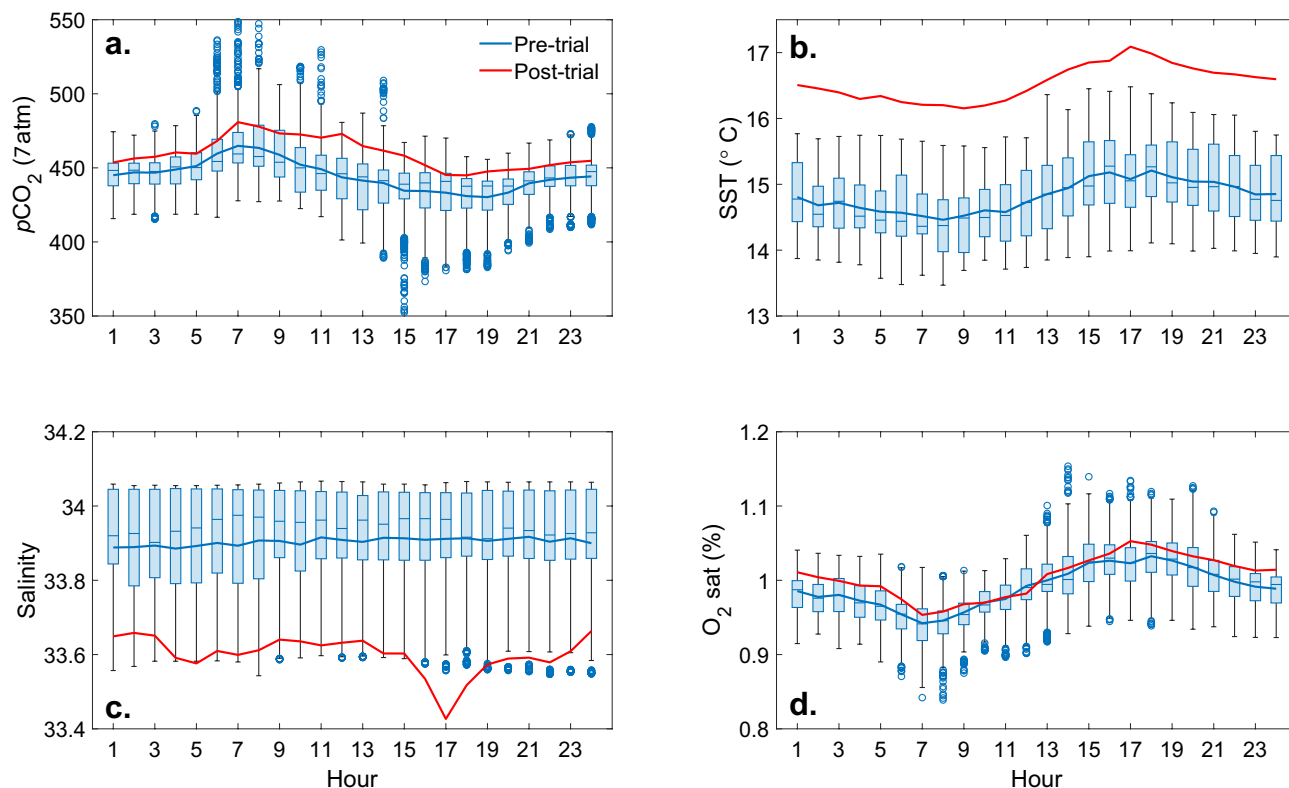 a.
Pre-trial
Post-trial
550
500
450
400
350
pCO2 (7atm)
1 3 5 7 9 11 13 15 17 19 21 23
b.
17
16
15
14
13
SST (° C)
1 3 5 7 9 11 13 15 17 19 21 23
34.2
34
33.8
33.6
33.4
Salinity
c.
1 3 5 7 9 11 13 15 17 19 21 23
Hour
1.2
1.1
1
0.9
0.8
O2 sat (%)
d.
1 3 5 7 9 11 13 15 17 19 21 23
Hour